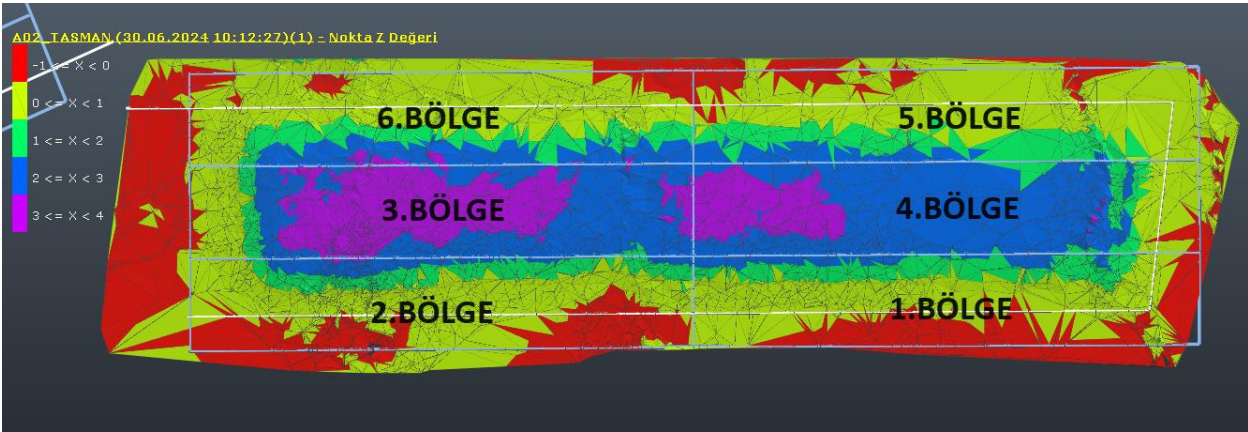 A02_TASMAN (30.06.2024 10:12:27)(1) - Nokta Z Değeri
-1 <= X < 0
0 <= X < 1
1 <= X < 2
2 <= X < 3
3 <= X < 4
6.BÖLGE
5.BÖLGE
3.BÖLGE
4.BÖLGE
2.BÖLGE
1.BÖLGE